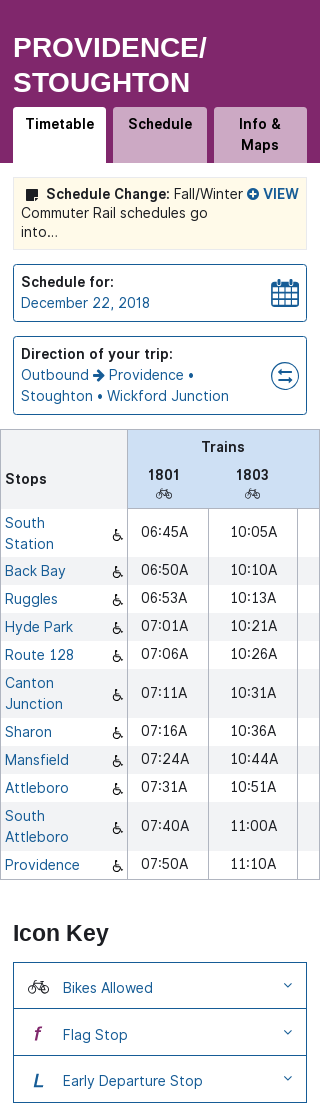 PROVIDENCE/
STOUGHTON
Timetable Schedule Info &
Maps
Schedule Change: Fall/Winter VIEW
Commuter Rail schedules go
into…
Schedule for:
December 22, 2018
Direction of your trip:
Outbound → Providence •
Stoughton • Wickford Junction
Trains
Stops 1801 1803
South
Station 06:45A 10:05A
Back Bay 06:50A 10:10A
Ruggles 06:53A 10:13A
Hyde Park 07:01A 10:21A
Route 128 07:06A 10:26A
Canton
Junction 07:11A 10:31A
Sharon 07:16A 10:36A
Mansfield 07:24A 10:44A
Attleboro 07:31A 10:51A
South
Attleboro 07:40A 11:00A
Providence 07:50A 11:10A
Icon Key
Bikes Allowed
f Flag Stop
L Early Departure Stop